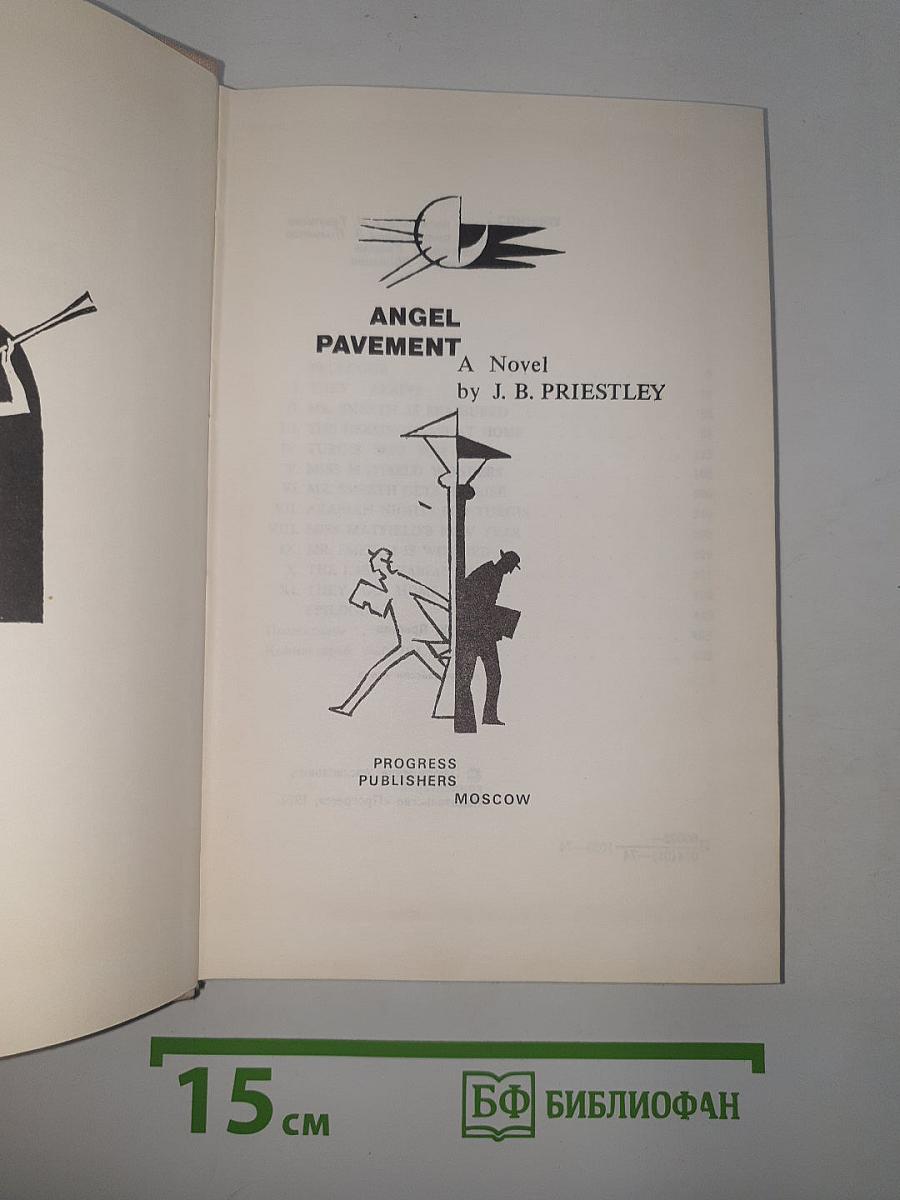 ANGEL
PAVEMENT
A Novel
by J. B. PRIESTLEY
PROGRESS
PUBLISHERS
MOSCOW
15 см
БФ БИБЛИОФАН